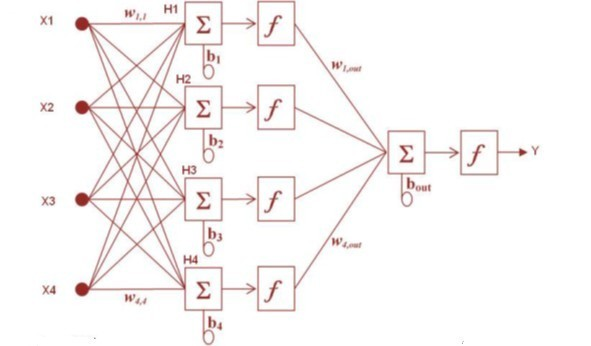 X1 w1,1 H1 Σ f
b1
w1,out
X2 H2 Σ f
b2
Σ f Y
bout
X3 H3 Σ f
b3
w4,out
X4 w4,4 H4 Σ f
b4